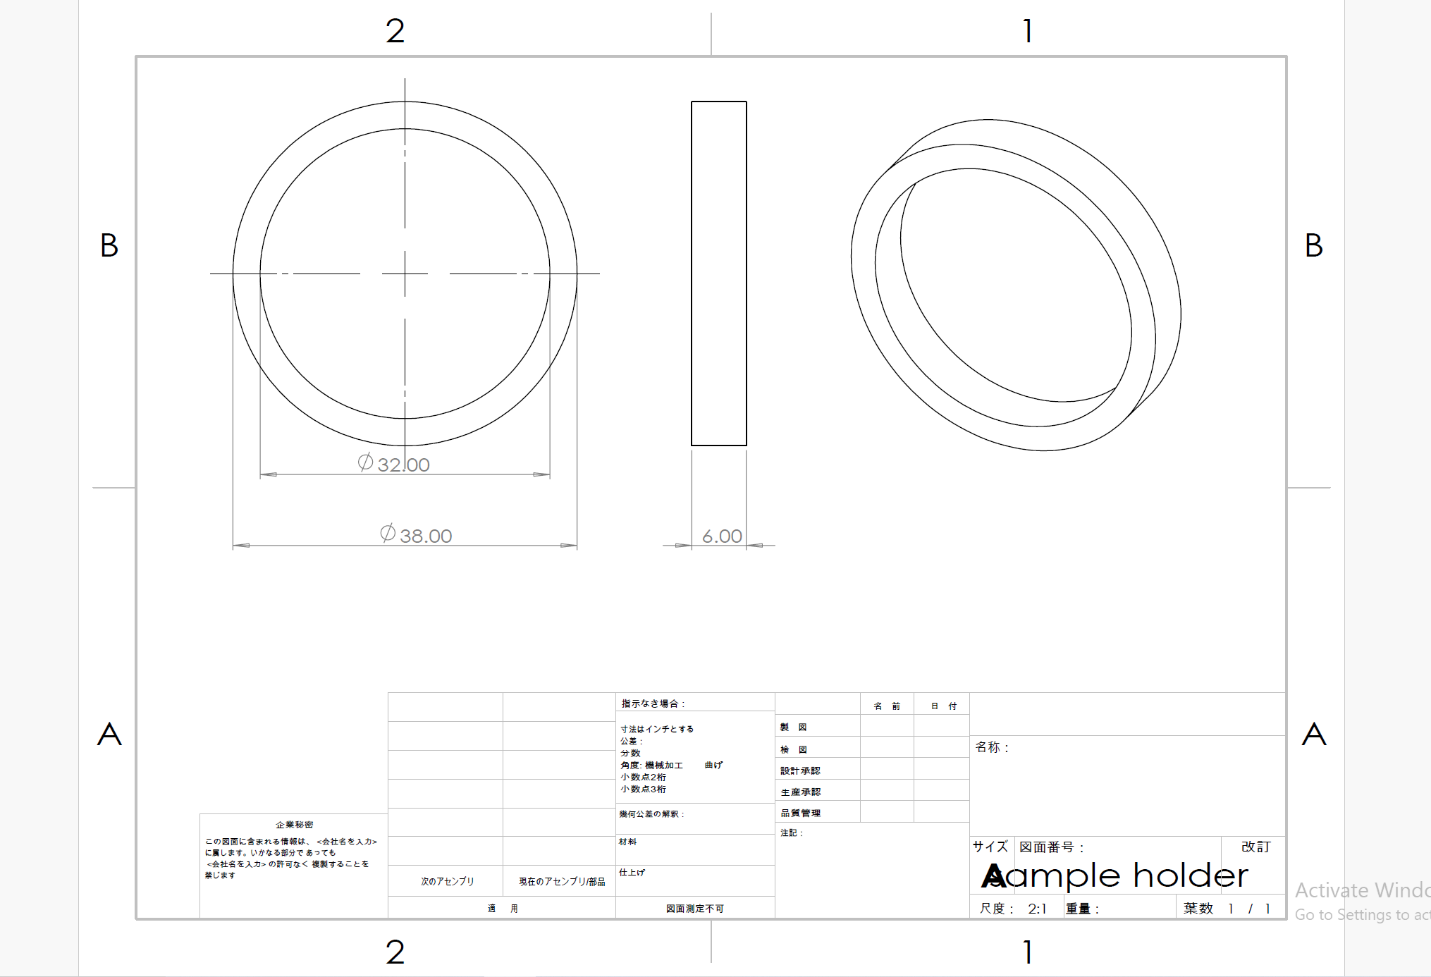 2
1
B
B
⌀32.00
⌀38.00
6.00
A
A
指示なき場合：
寸法はインチとする
公差：
分数
角度: 機械加工 曲げ
小数点2桁
小数点3桁
幾何公差の解釈：
材料
仕上げ
図面測定不可
名 前
日 付
製 図
検 図
設計承認
生産承認
品質管理
注記：
名称：
サイズ
図面番号：
改訂
A
Sample holder
尺度： 2:1
重量：
葉数 1 / 1
企業秘密
この図面に含まれる情報は、 <会社名を入力>
に属します。いかなる部分で あっても
<会社名を入力> の許可なく 複製することを
禁じます
次のアセンブリ
現在のアセンブリ/部品
適 用
2
1
Activate Windo
Go to Settings to act